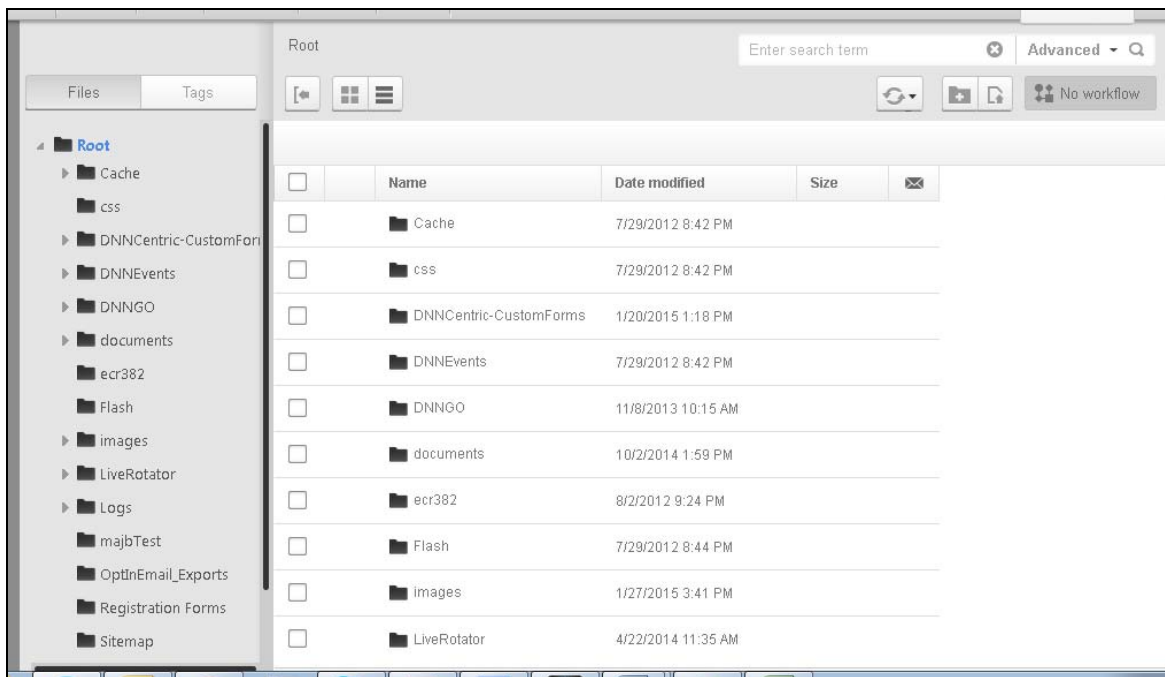 Root
Enter search term
Advanced
Files
Tags
No workflow
Root
Cache
css
DNNCentric-CustomFor
DNNEvents
DNNGO
documents
ecr382
Flash
images
LiveRotator
Logs
majbTest
OptInEmail_Exports
Registration Forms
Sitemap
Name Date modified Size
Cache 7/29/2012 8:42 PM
css 7/29/2012 8:42 PM
DNNCentric-CustomForms 1/20/2015 1:18 PM
DNNEvents 7/29/2012 8:42 PM
DNNGO 11/8/2013 10:15 AM
documents 10/2/2014 1:59 PM
ecr382 8/2/2012 9:24 PM
Flash 7/29/2012 8:44 PM
images 1/27/2015 3:41 PM
LiveRotator 4/22/2014 11:35 AM